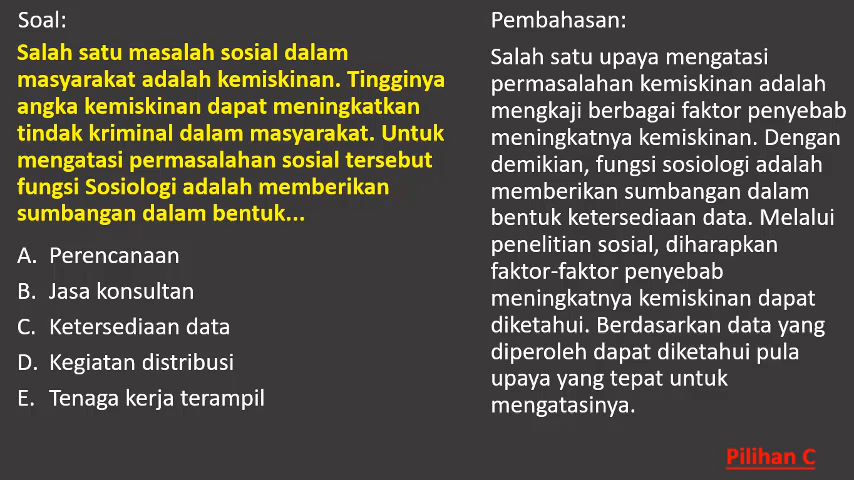 Soal:
Salah satu masalah sosial dalam
masyarakat adalah kemiskinan. Tingginya
angka kemiskinan dapat meningkatkan
tindak kriminal dalam masyarakat. Untuk
mengatasi permasalahan sosial tersebut
fungsi Sosiologi adalah memberikan
sumbangan dalam bentuk...
A. Perencanaan
B. Jasa konsultan
C. Ketersediaan data
D. Kegiatan distribusi
E. Tenaga kerja terampil
Pembahasan:
Salah satu upaya mengatasi
permasalahan kemiskinan adalah
mengkaji berbagai faktor penyebab
meningkatnya kemiskinan. Dengan
demikian, fungsi sosiologi adalah
memberikan sumbangan dalam
bentuk ketersediaan data. Melalui
penelitian sosial, diharapkan
faktor-faktor penyebab
meningkatnya kemiskinan dapat
diketahui. Berdasarkan data yang
diperoleh dapat diketahui pula
upaya yang tepat untuk
mengatasinya.
Pilihan C